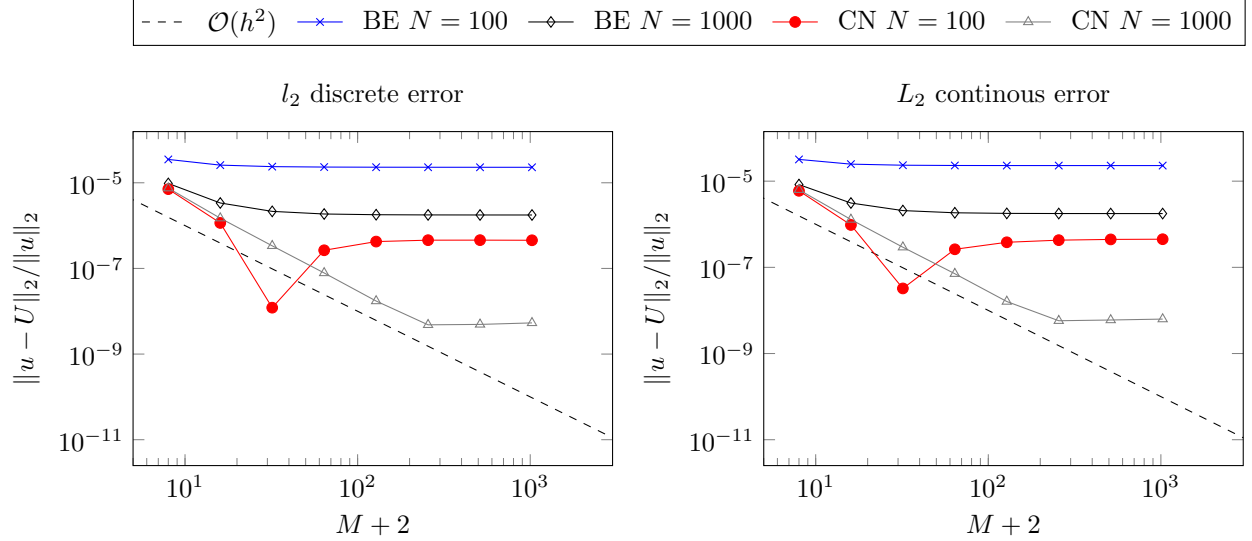 𝒪(h²) BE N = 100 BE N = 1000 CN N = 100 CN N = 1000
l₂ discrete error
10⁻⁵
10⁻⁷
10⁻⁹
10⁻¹¹
10¹ 10² 10³
M + 2
‖u − U‖₂/‖u‖₂
L₂ continous error
10⁻⁵
10⁻⁷
10⁻⁹
10⁻¹¹
10¹ 10² 10³
M + 2
‖u − U‖₂/‖u‖₂